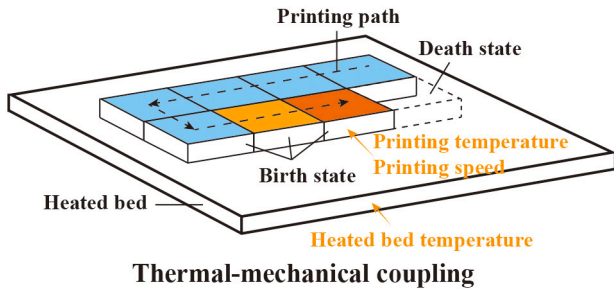 Printing path
Death state
Printing temperature
Printing speed
Birth state
Heated bed
Heated bed temperature
Thermal-mechanical coupling